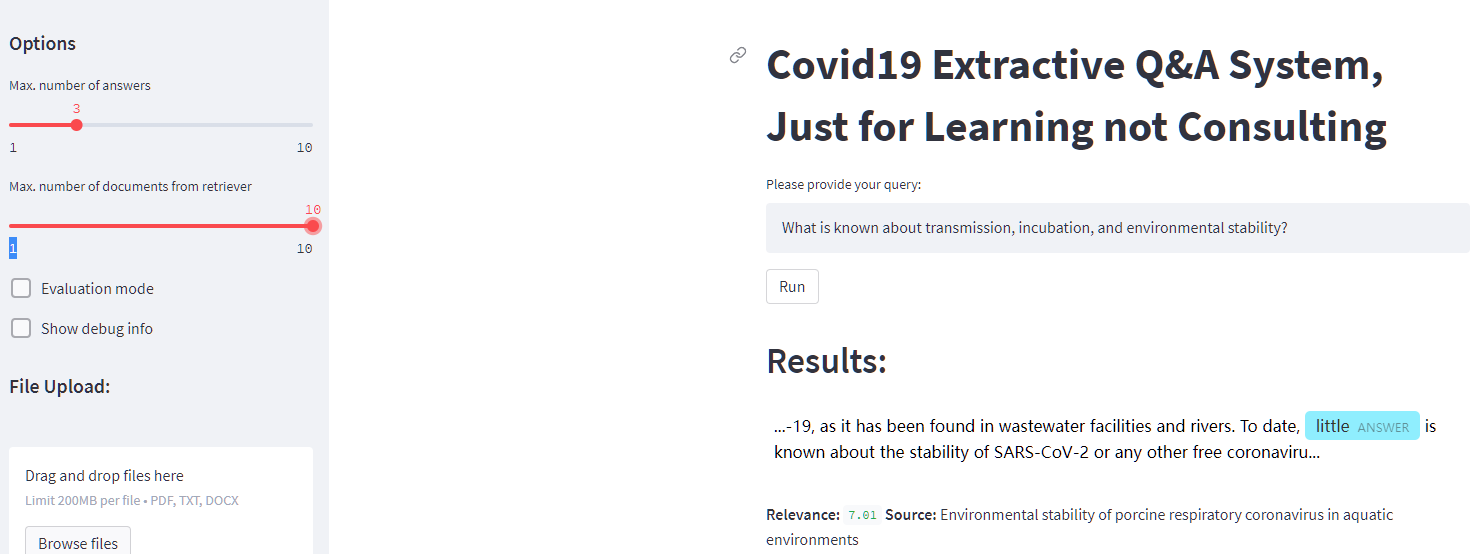 Options
Max. number of answers
3
1 10
Max. number of documents from retriever
10
1 10
Evaluation mode
Show debug info
File Upload:
Drag and drop files here
Limit 200MB per file • PDF, TXT, DOCX
Browse files
Covid19 Extractive Q&A System,
Just for Learning not Consulting
Please provide your query:
What is known about transmission, incubation, and environmental stability?
Run
Results:
...-19, as it has been found in wastewater facilities and rivers. To date, little ANSWER is
known about the stability of SARS-CoV-2 or any other free coronaviru...
Relevance: 7.01 Source: Environmental stability of porcine respiratory coronavirus in aquatic
environments